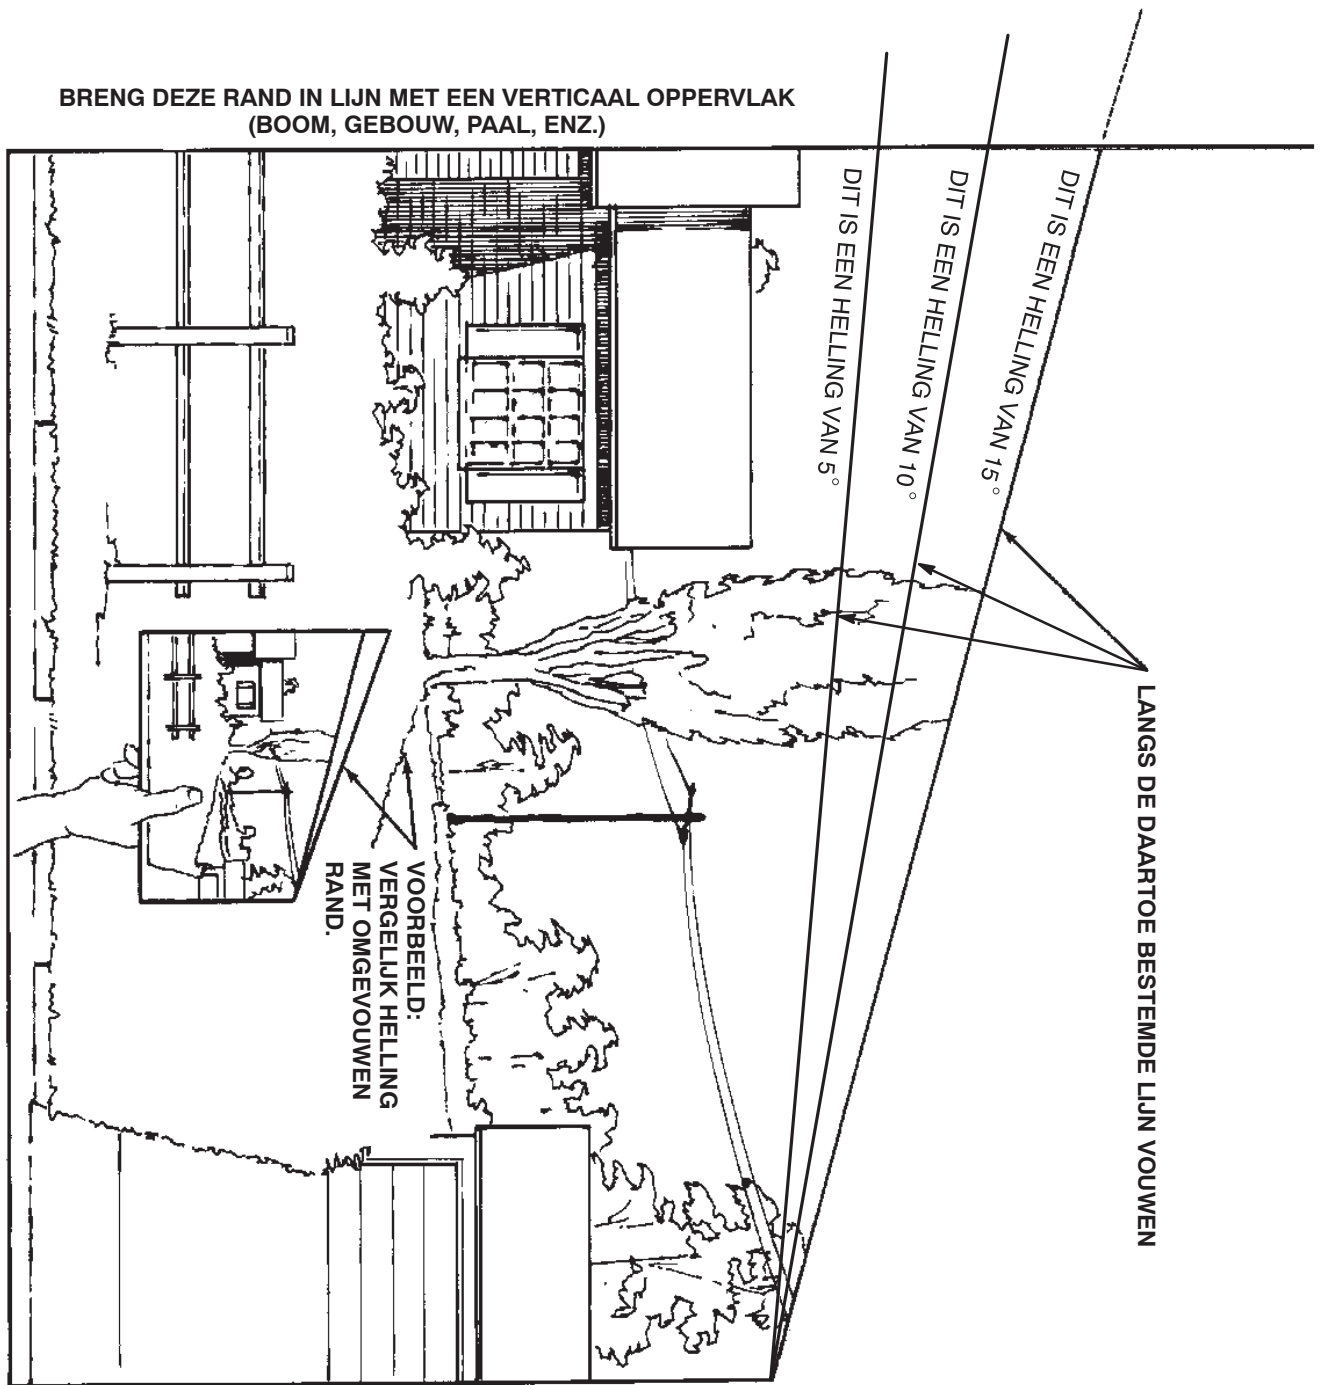 BRENG DEZE RAND IN LIJN MET EEN VERTICAAL OPPERVLAK
(BOOM, GEBOUW, PAAL, ENZ.)
DIT IS EEN HELLING VAN 15°
DIT IS EEN HELLING VAN 10°
DIT IS EEN HELLING VAN 5°
LANGS DE DAARTOE BESTEMDE LIJN VOUWEN
VOORBEELD:
VERGELIJK HELLING
MET OMGEVOUWEN
RAND.